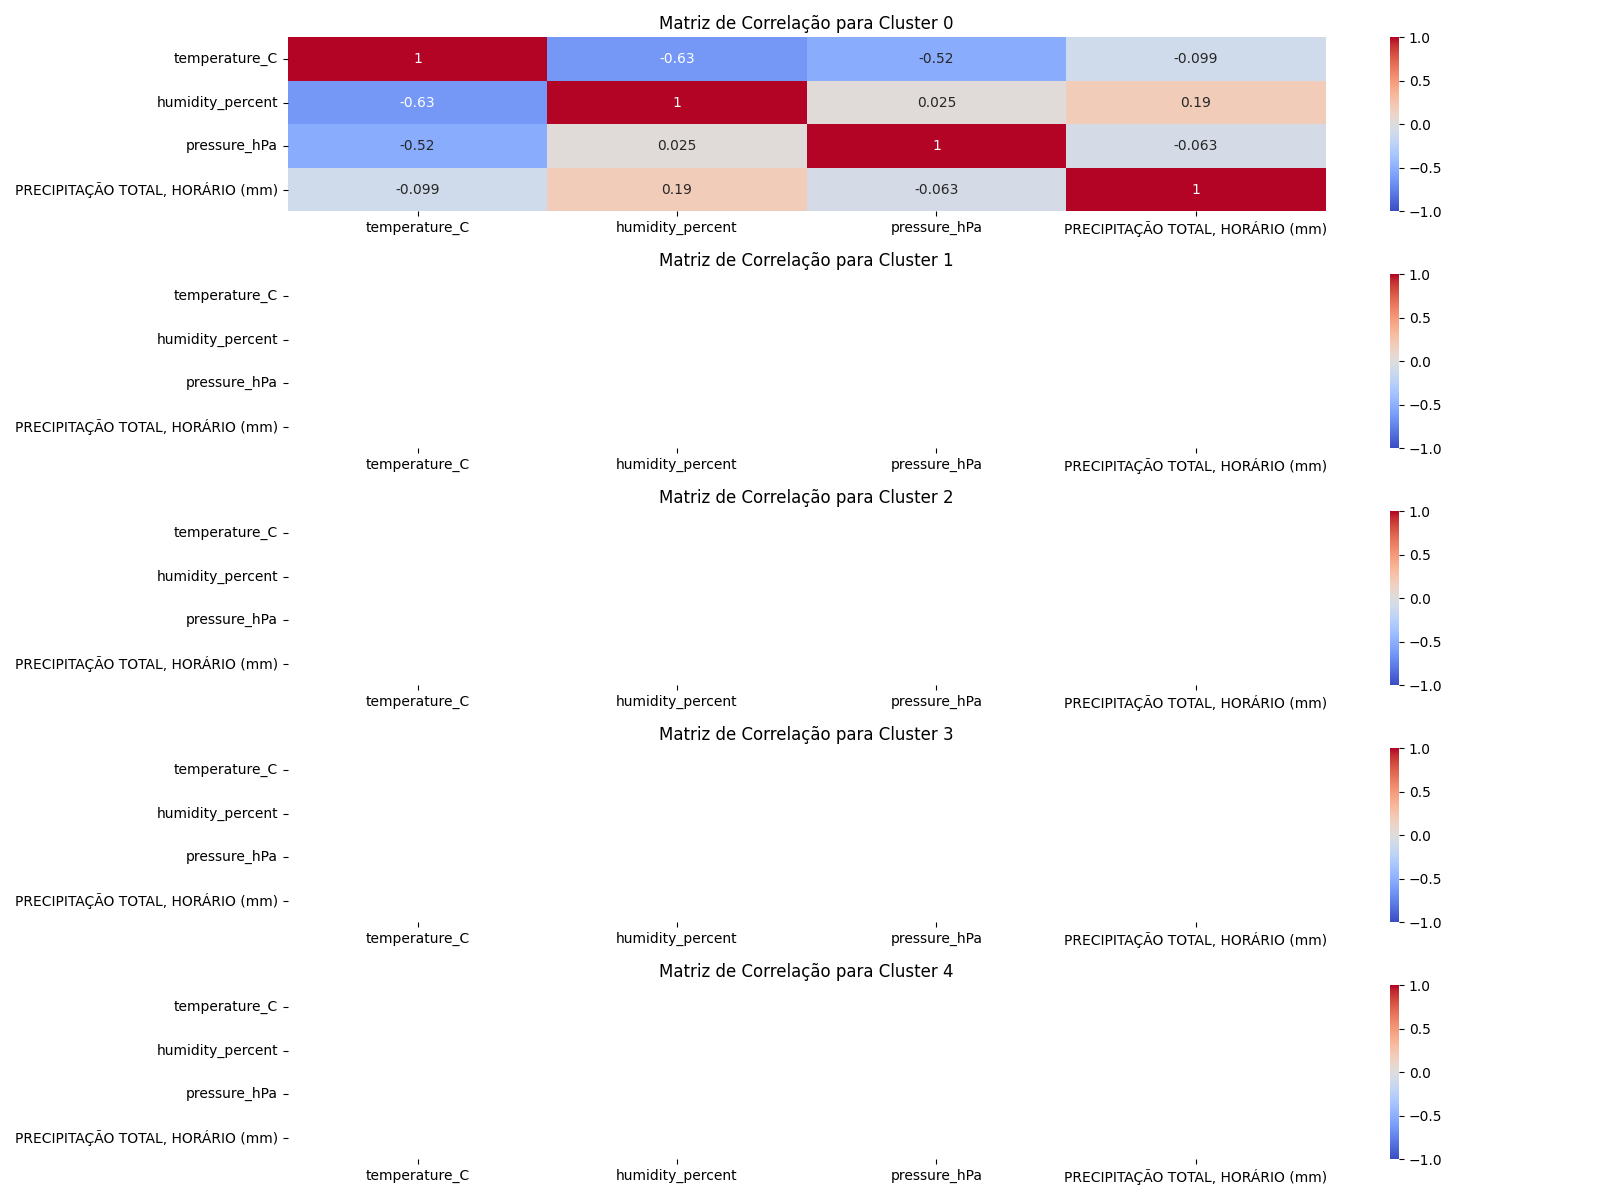 Matriz de Correlação para Cluster 0
temperature_C 1 -0.63 -0.52 -0.099 1.0
humidity_percent -0.63 1 0.025 0.19 0.5
pressure_hPa -0.52 0.025 1 -0.063 0.0
PRECIPITAÇÃO TOTAL, HORÁRIO (mm) -0.099 0.19 -0.063 1 −0.5
−1.0
temperature_C humidity_percent pressure_hPa PRECIPITAÇÃO TOTAL, HORÁRIO (mm)
Matriz de Correlação para Cluster 1
temperature_C 1.0
humidity_percent 0.5
pressure_hPa 0.0
PRECIPITAÇÃO TOTAL, HORÁRIO (mm) −0.5
−1.0
temperature_C humidity_percent pressure_hPa PRECIPITAÇÃO TOTAL, HORÁRIO (mm)
Matriz de Correlação para Cluster 2
temperature_C 1.0
humidity_percent 0.5
pressure_hPa 0.0
PRECIPITAÇÃO TOTAL, HORÁRIO (mm) −0.5
−1.0
temperature_C humidity_percent pressure_hPa PRECIPITAÇÃO TOTAL, HORÁRIO (mm)
Matriz de Correlação para Cluster 3
temperature_C 1.0
humidity_percent 0.5
pressure_hPa 0.0
PRECIPITAÇÃO TOTAL, HORÁRIO (mm) −0.5
−1.0
temperature_C humidity_percent pressure_hPa PRECIPITAÇÃO TOTAL, HORÁRIO (mm)
Matriz de Correlação para Cluster 4
temperature_C 1.0
humidity_percent 0.5
pressure_hPa 0.0
PRECIPITAÇÃO TOTAL, HORÁRIO (mm) −0.5
−1.0
temperature_C humidity_percent pressure_hPa PRECIPITAÇÃO TOTAL, HORÁRIO (mm)